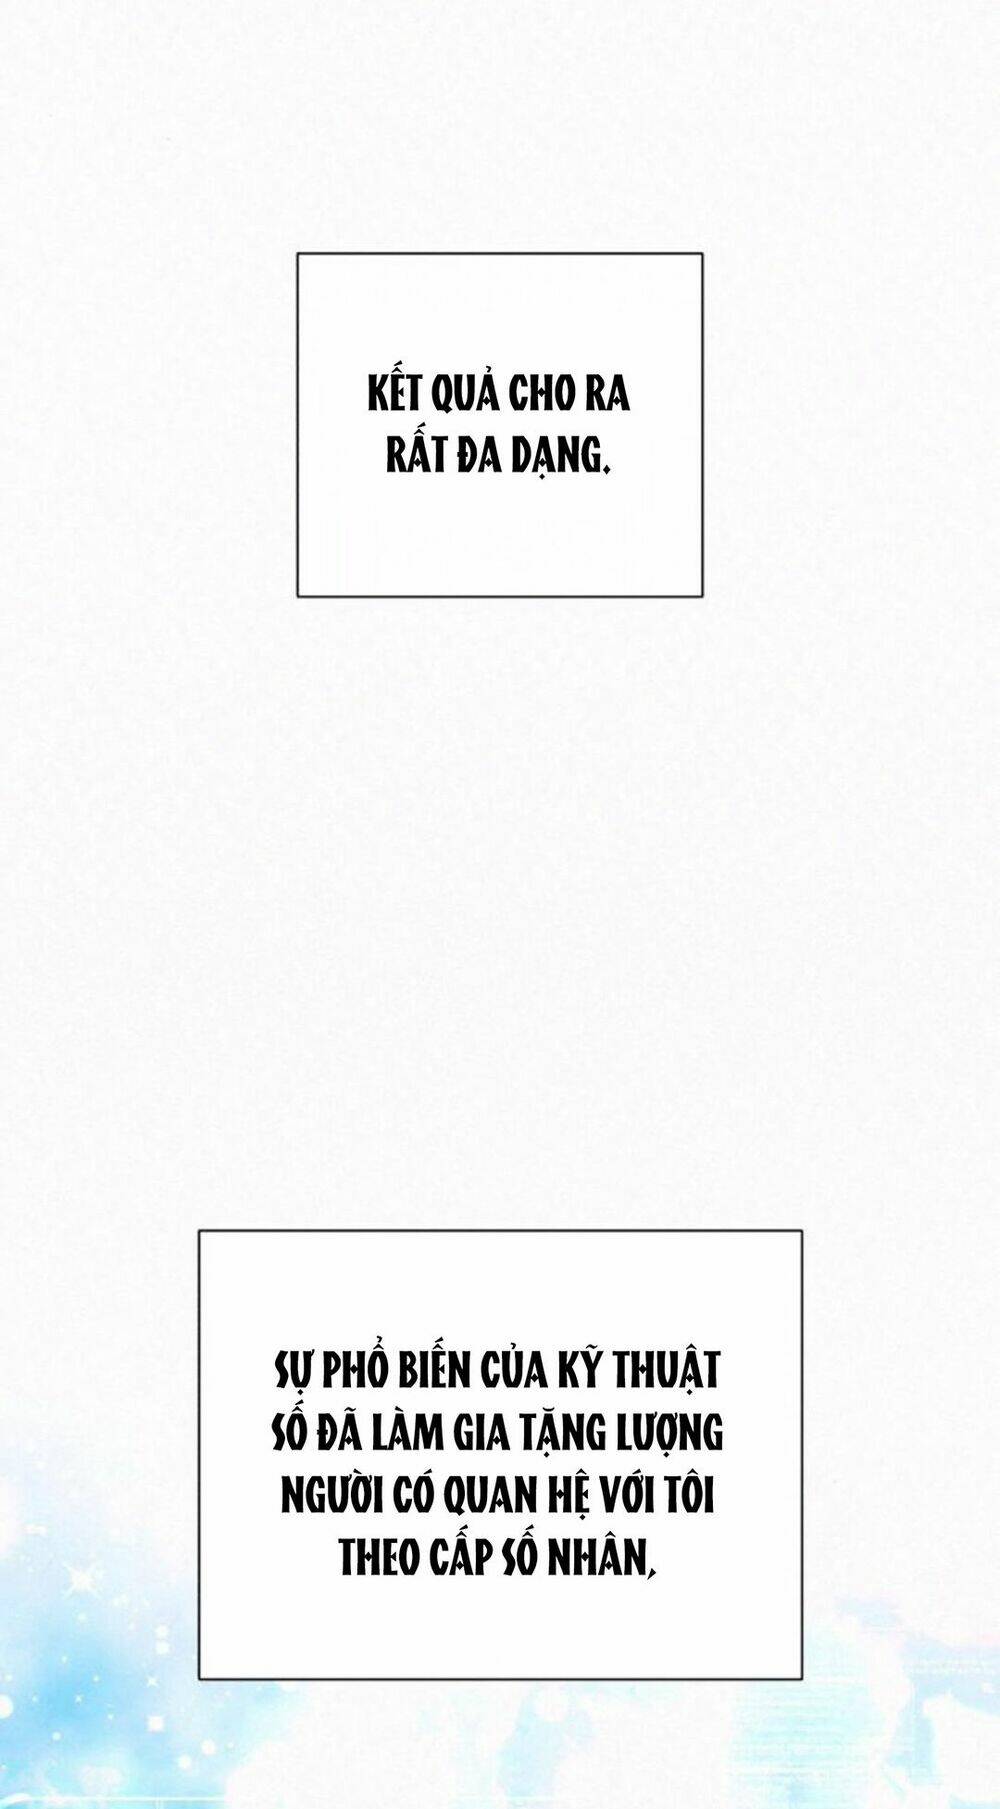 KẾT QUẢ CHO RA
RẤT ĐA DẠNG.
SỰ PHỔ BIẾN CỦA KỸ THUẬT
SỐ ĐÃ LÀM GIA TẶNG LƯỢNG
NGƯỜI CÓ QUAN HỆ VỚI TÔI
THEO CẤP SỐ NHÂN,